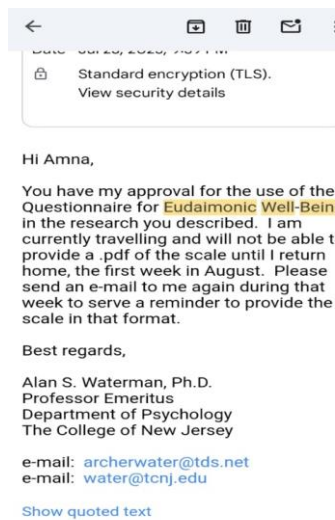 Standard encryption (TLS).
View security details
Hi Amna,
You have my approval for the use of the
Questionnaire for Eudaimonic Well-Bein
in the research you described. I am
currently travelling and will not be able t
provide a .pdf of the scale until I return
home, the first week in August. Please
send an e-mail to me again during that
week to serve a reminder to provide the
scale in that format.
Best regards,
Alan S. Waterman, Ph.D.
Professor Emeritus
Department of Psychology
The College of New Jersey
e-mail: archerwater@tds.net
e-mail: water@tcnj.edu
Show quoted text